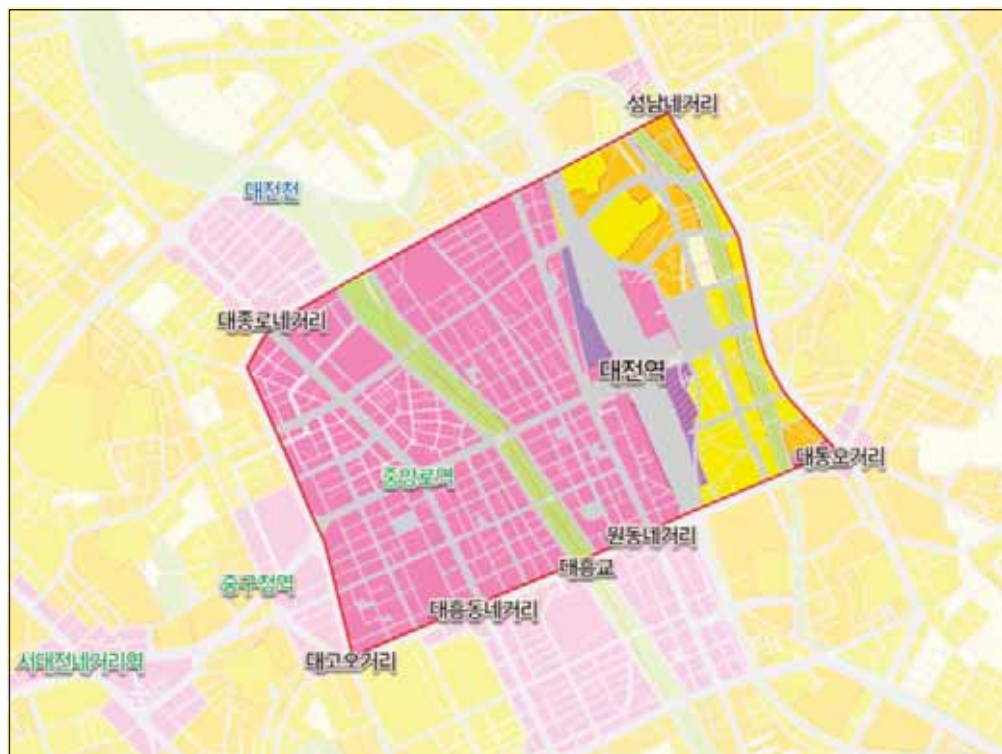 성남네거리
대전천
대종로네거리
대전역
중앙로역
대동오거리
원동네거리
대흥교
중구청역
대흥동네거리
서대전네거리역
대고오거리